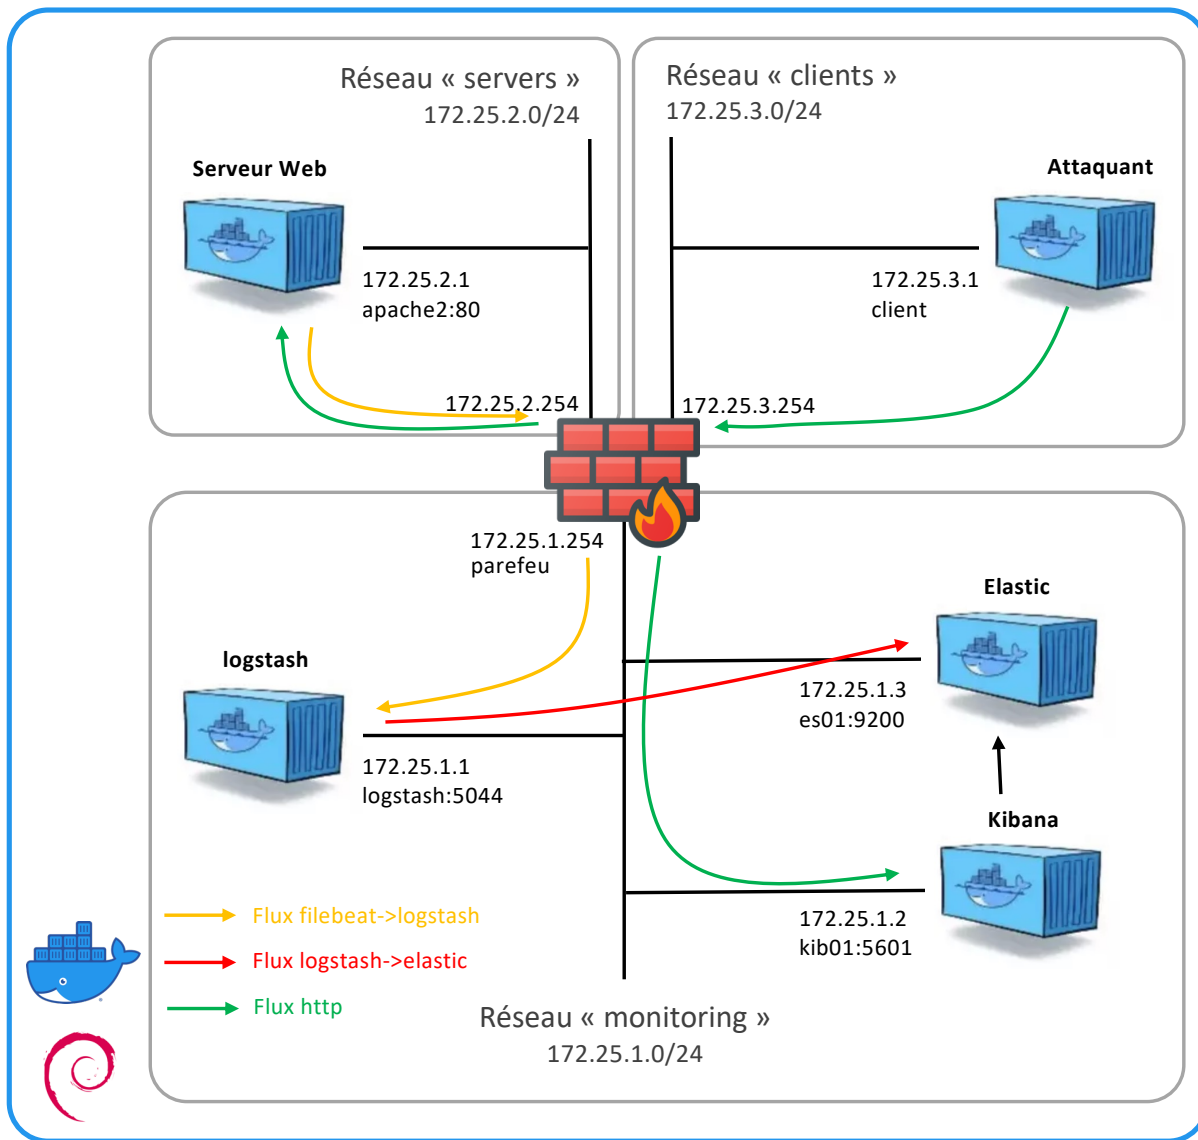 Réseau « servers »
172.25.2.0/24
Réseau « clients »
172.25.3.0/24
Serveur Web
172.25.2.1
apache2:80
Attaquant
172.25.3.1
client
172.25.2.254
172.25.3.254
172.25.1.254
parefeu
logstash
172.25.1.1
logstash:5044
Elastic
172.25.1.3
es01:9200
Kibana
172.25.1.2
kib01:5601
Flux filebeat->logstash
Flux logstash->elastic
Flux http
Réseau « monitoring »
172.25.1.0/24